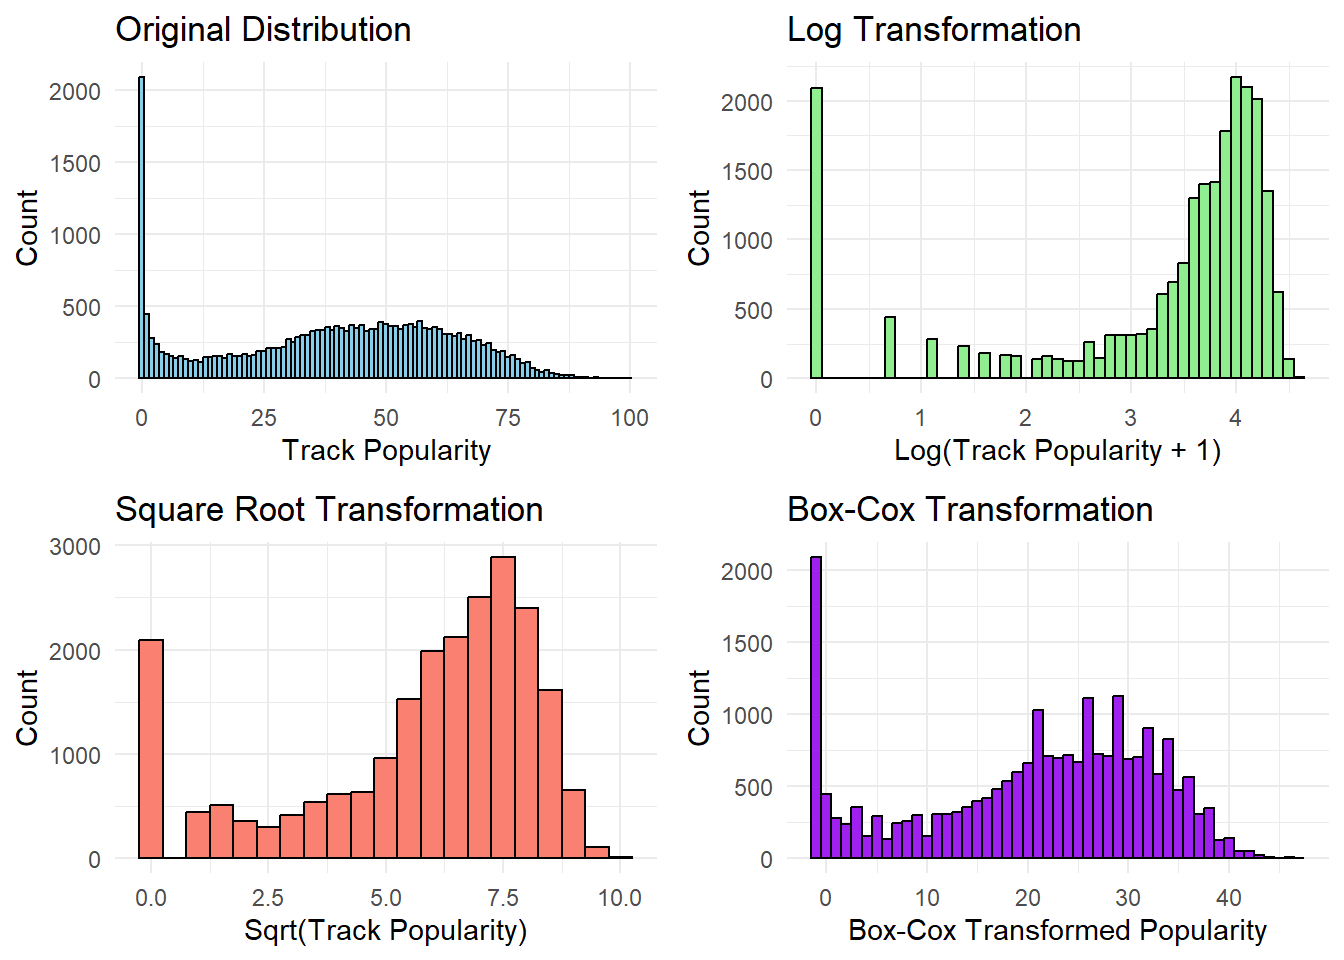 Original Distribution
Count
2000
1500
1000
500
0
0 25 50 75 100
Track Popularity
Log Transformation
Count
2000
1500
1000
500
0
0 1 2 3 4
Log(Track Popularity + 1)
Square Root Transformation
Count
3000
2000
1000
0
0.0 2.5 5.0 7.5 10.0
Sqrt(Track Popularity)
Box-Cox Transformation
Count
2000
1500
1000
500
0
0 10 20 30 40
Box-Cox Transformed Popularity